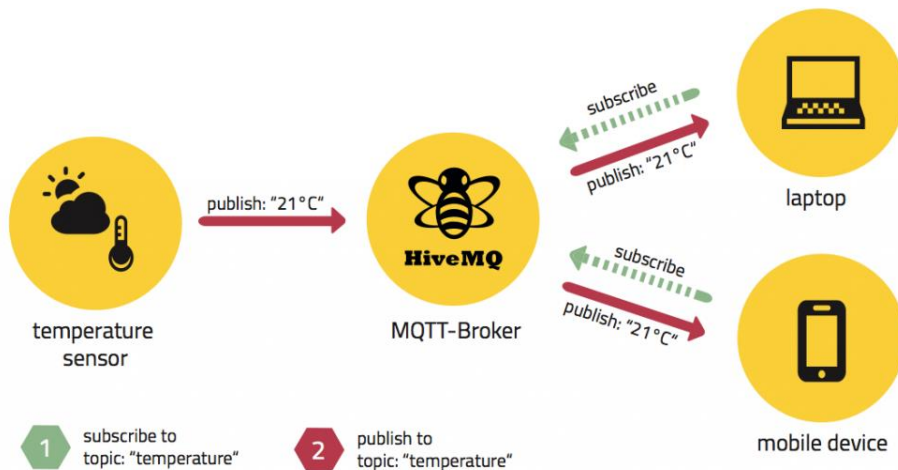 subscribe
publish: "21°C"
laptop
publish: "21°C"
HiveMQ
temperature
sensor
MQTT-Broker
subscribe
publish: "21°C"
mobile device
1
subscribe to
topic: "temperature"
2
publish to
topic: "temperature"